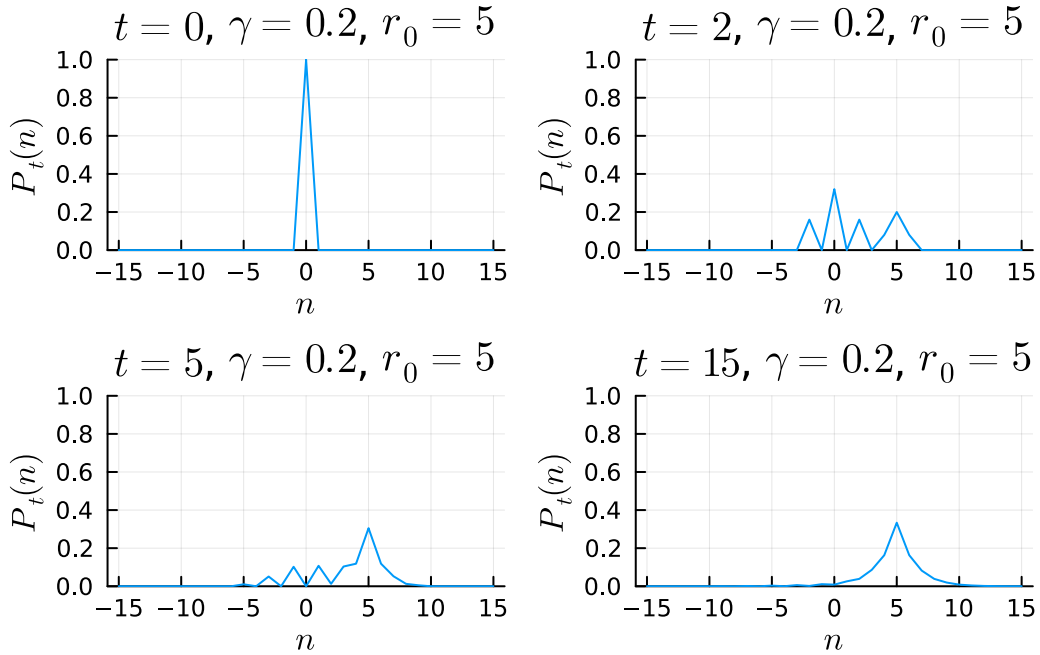 t = 0, γ = 0.2, r₀ = 5
1.0
0.8
0.6
0.4
0.2
0.0
Pₜ(n)
−15 −10 −5 0 5 10 15
n
t = 2, γ = 0.2, r₀ = 5
1.0
0.8
0.6
0.4
0.2
0.0
Pₜ(n)
−15 −10 −5 0 5 10 15
n
t = 5, γ = 0.2, r₀ = 5
1.0
0.8
0.6
0.4
0.2
0.0
Pₜ(n)
−15 −10 −5 0 5 10 15
n
t = 15, γ = 0.2, r₀ = 5
1.0
0.8
0.6
0.4
0.2
0.0
Pₜ(n)
−15 −10 −5 0 5 10 15
n